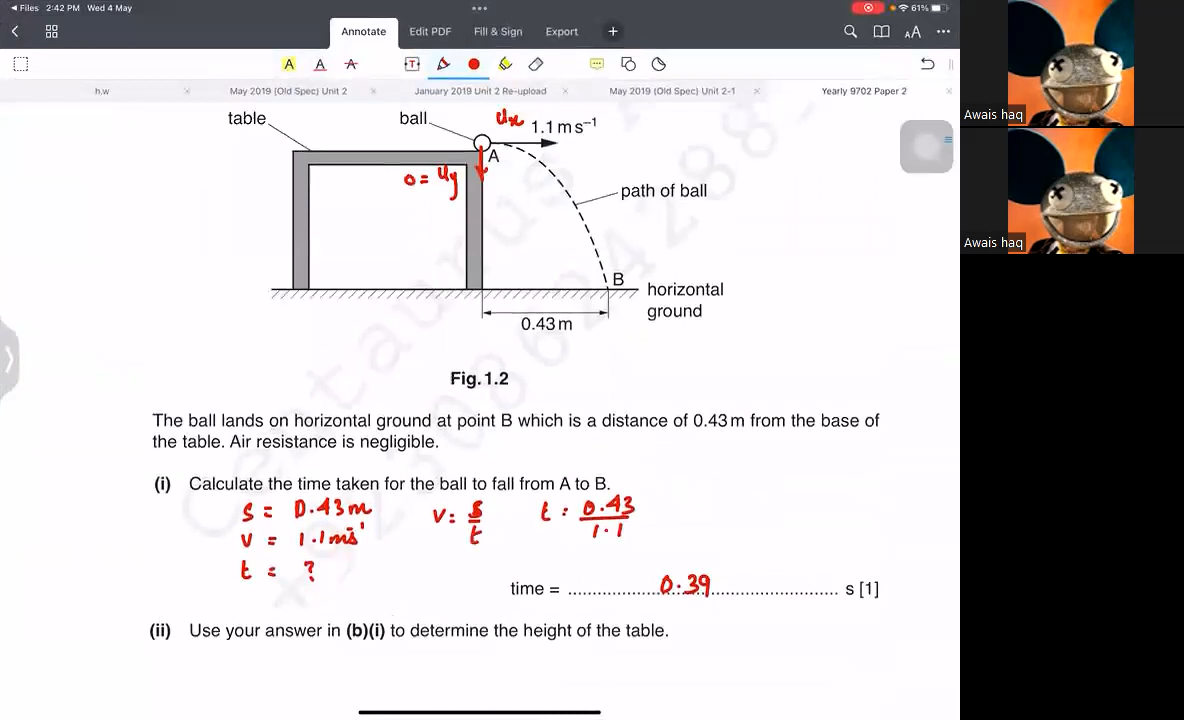 Files 2:42 PM Wed 4 May
61%
Annotate Edit PDF Fill & Sign Export
AA
A A A T
h.w May 2019 (Old Spec) Unit 2 January 2019 Unit 2 Re-upload May 2019 (Old Spec) Unit 2-1 Yearly 9702 Paper 2
table
ball
ux
1.1 m s⁻¹
A
0 = uy
path of ball
B
horizontal
ground
0.43 m
Fig. 1.2
The ball lands on horizontal ground at point B which is a distance of 0.43 m from the base of
the table. Air resistance is negligible.
(i) Calculate the time taken for the ball to fall from A to B.
s = 0.43m v = s/t t = 0.43/1.1
v = 1.1ms⁻¹
t = ?
time = 0.39 s [1]
(ii) Use your answer in (b)(i) to determine the height of the table.
Awais haq
Awais haq